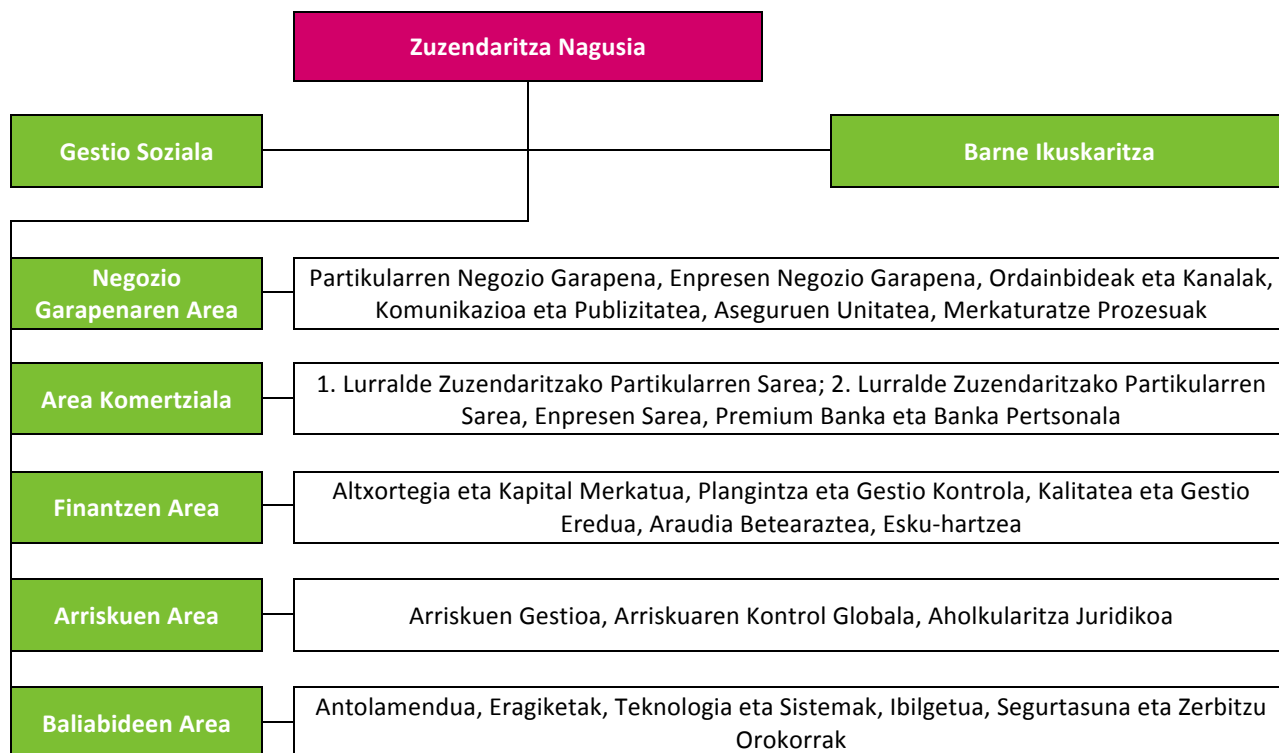 Zuzendaritza Nagusia
Gestio Soziala
Barne Ikuskaritza
Negozio
Garapenaren Area
Partikularren Negozio Garapena, Enpresen Negozio Garapena, Ordainbideak eta Kanalak,
Komunikazioa eta Publizitatea, Aseguruen Unitatea, Merkaturatze Prozesuak
Area Komertziala
1. Lurralde Zuzendaritzako Partikularren Sarea; 2. Lurralde Zuzendaritzako Partikularren
Sarea, Enpresen Sarea, Premium Banka eta Banka Pertsonala
Finantzen Area
Altxortegia eta Kapital Merkatua, Plangintza eta Gestio Kontrola, Kalitatea eta Gestio
Eredua, Araudia Betearaztea, Esku-hartzea
Arriskuen Area
Arriskuen Gestioa, Arriskuaren Kontrol Globala, Aholkularitza Juridikoa
Baliabideen Area
Antolamendua, Eragiketak, Teknologia eta Sistemak, Ibilgetua, Segurtasuna eta Zerbitzu
Orokorrak